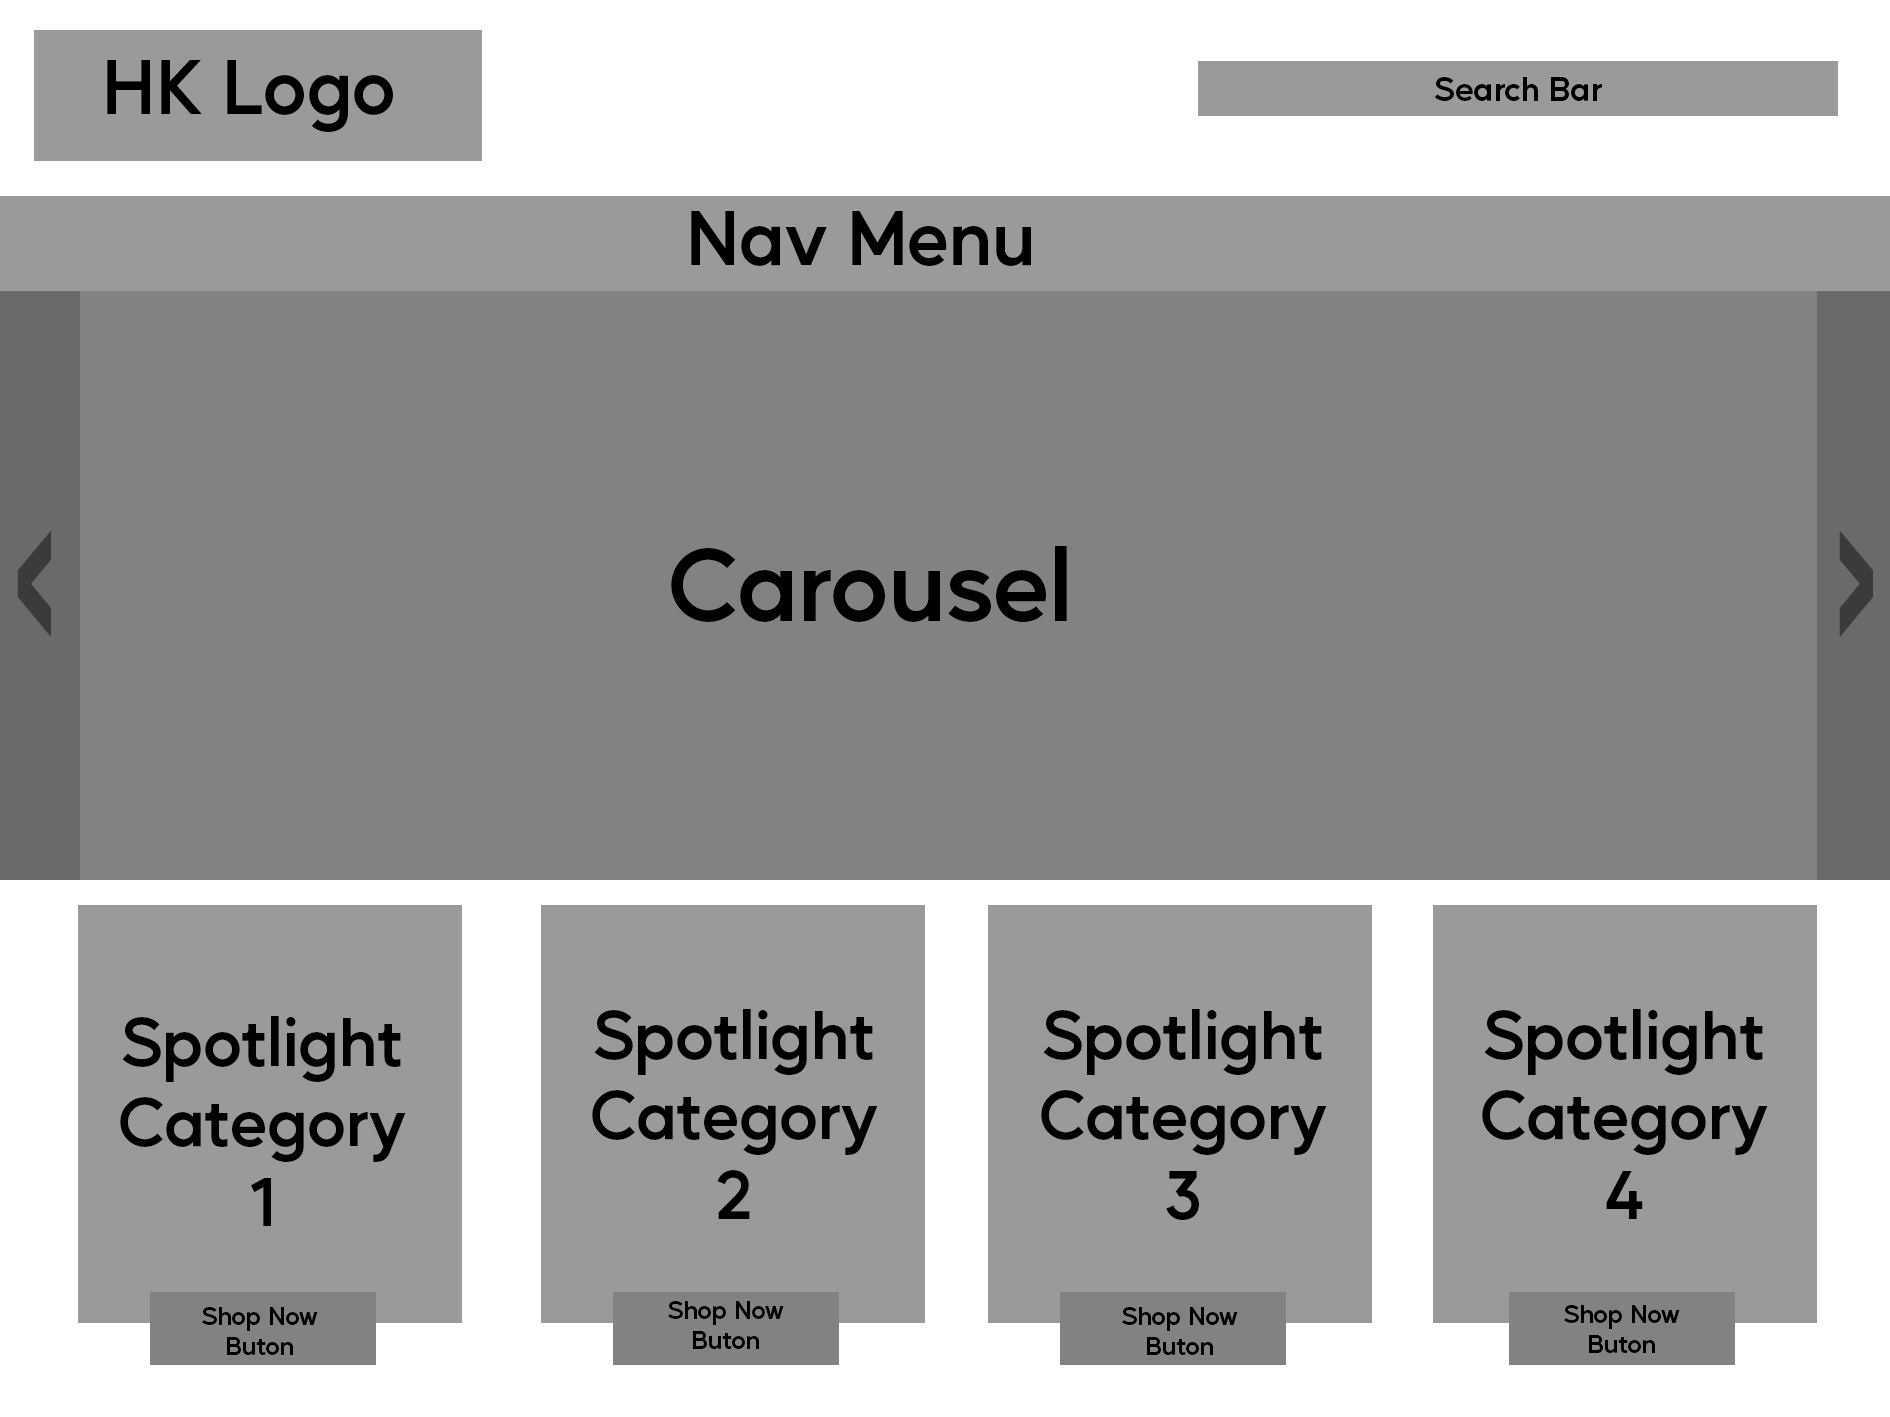 HK Logo
Search Bar
Nav Menu
Carousel
Spotlight
Category
1
Shop Now
Buton
Spotlight
Category
2
Shop Now
Buton
Spotlight
Category
3
Shop Now
Buton
Spotlight
Category
4
Shop Now
Buton